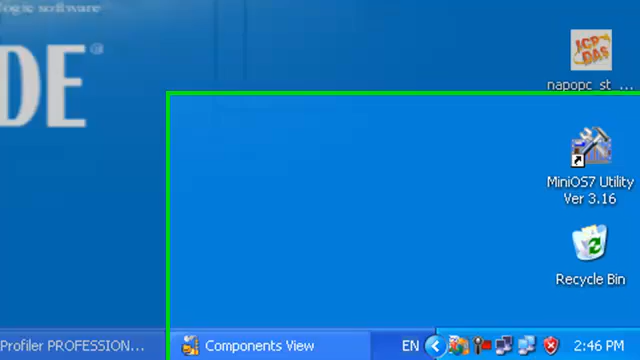 logic software
DE®
ICP
DAS
napopc_st_...
MiniOS7 Utility
Ver 3.16
Recycle Bin
Profiler PROFESSION...
Components View
EN
2:46 PM